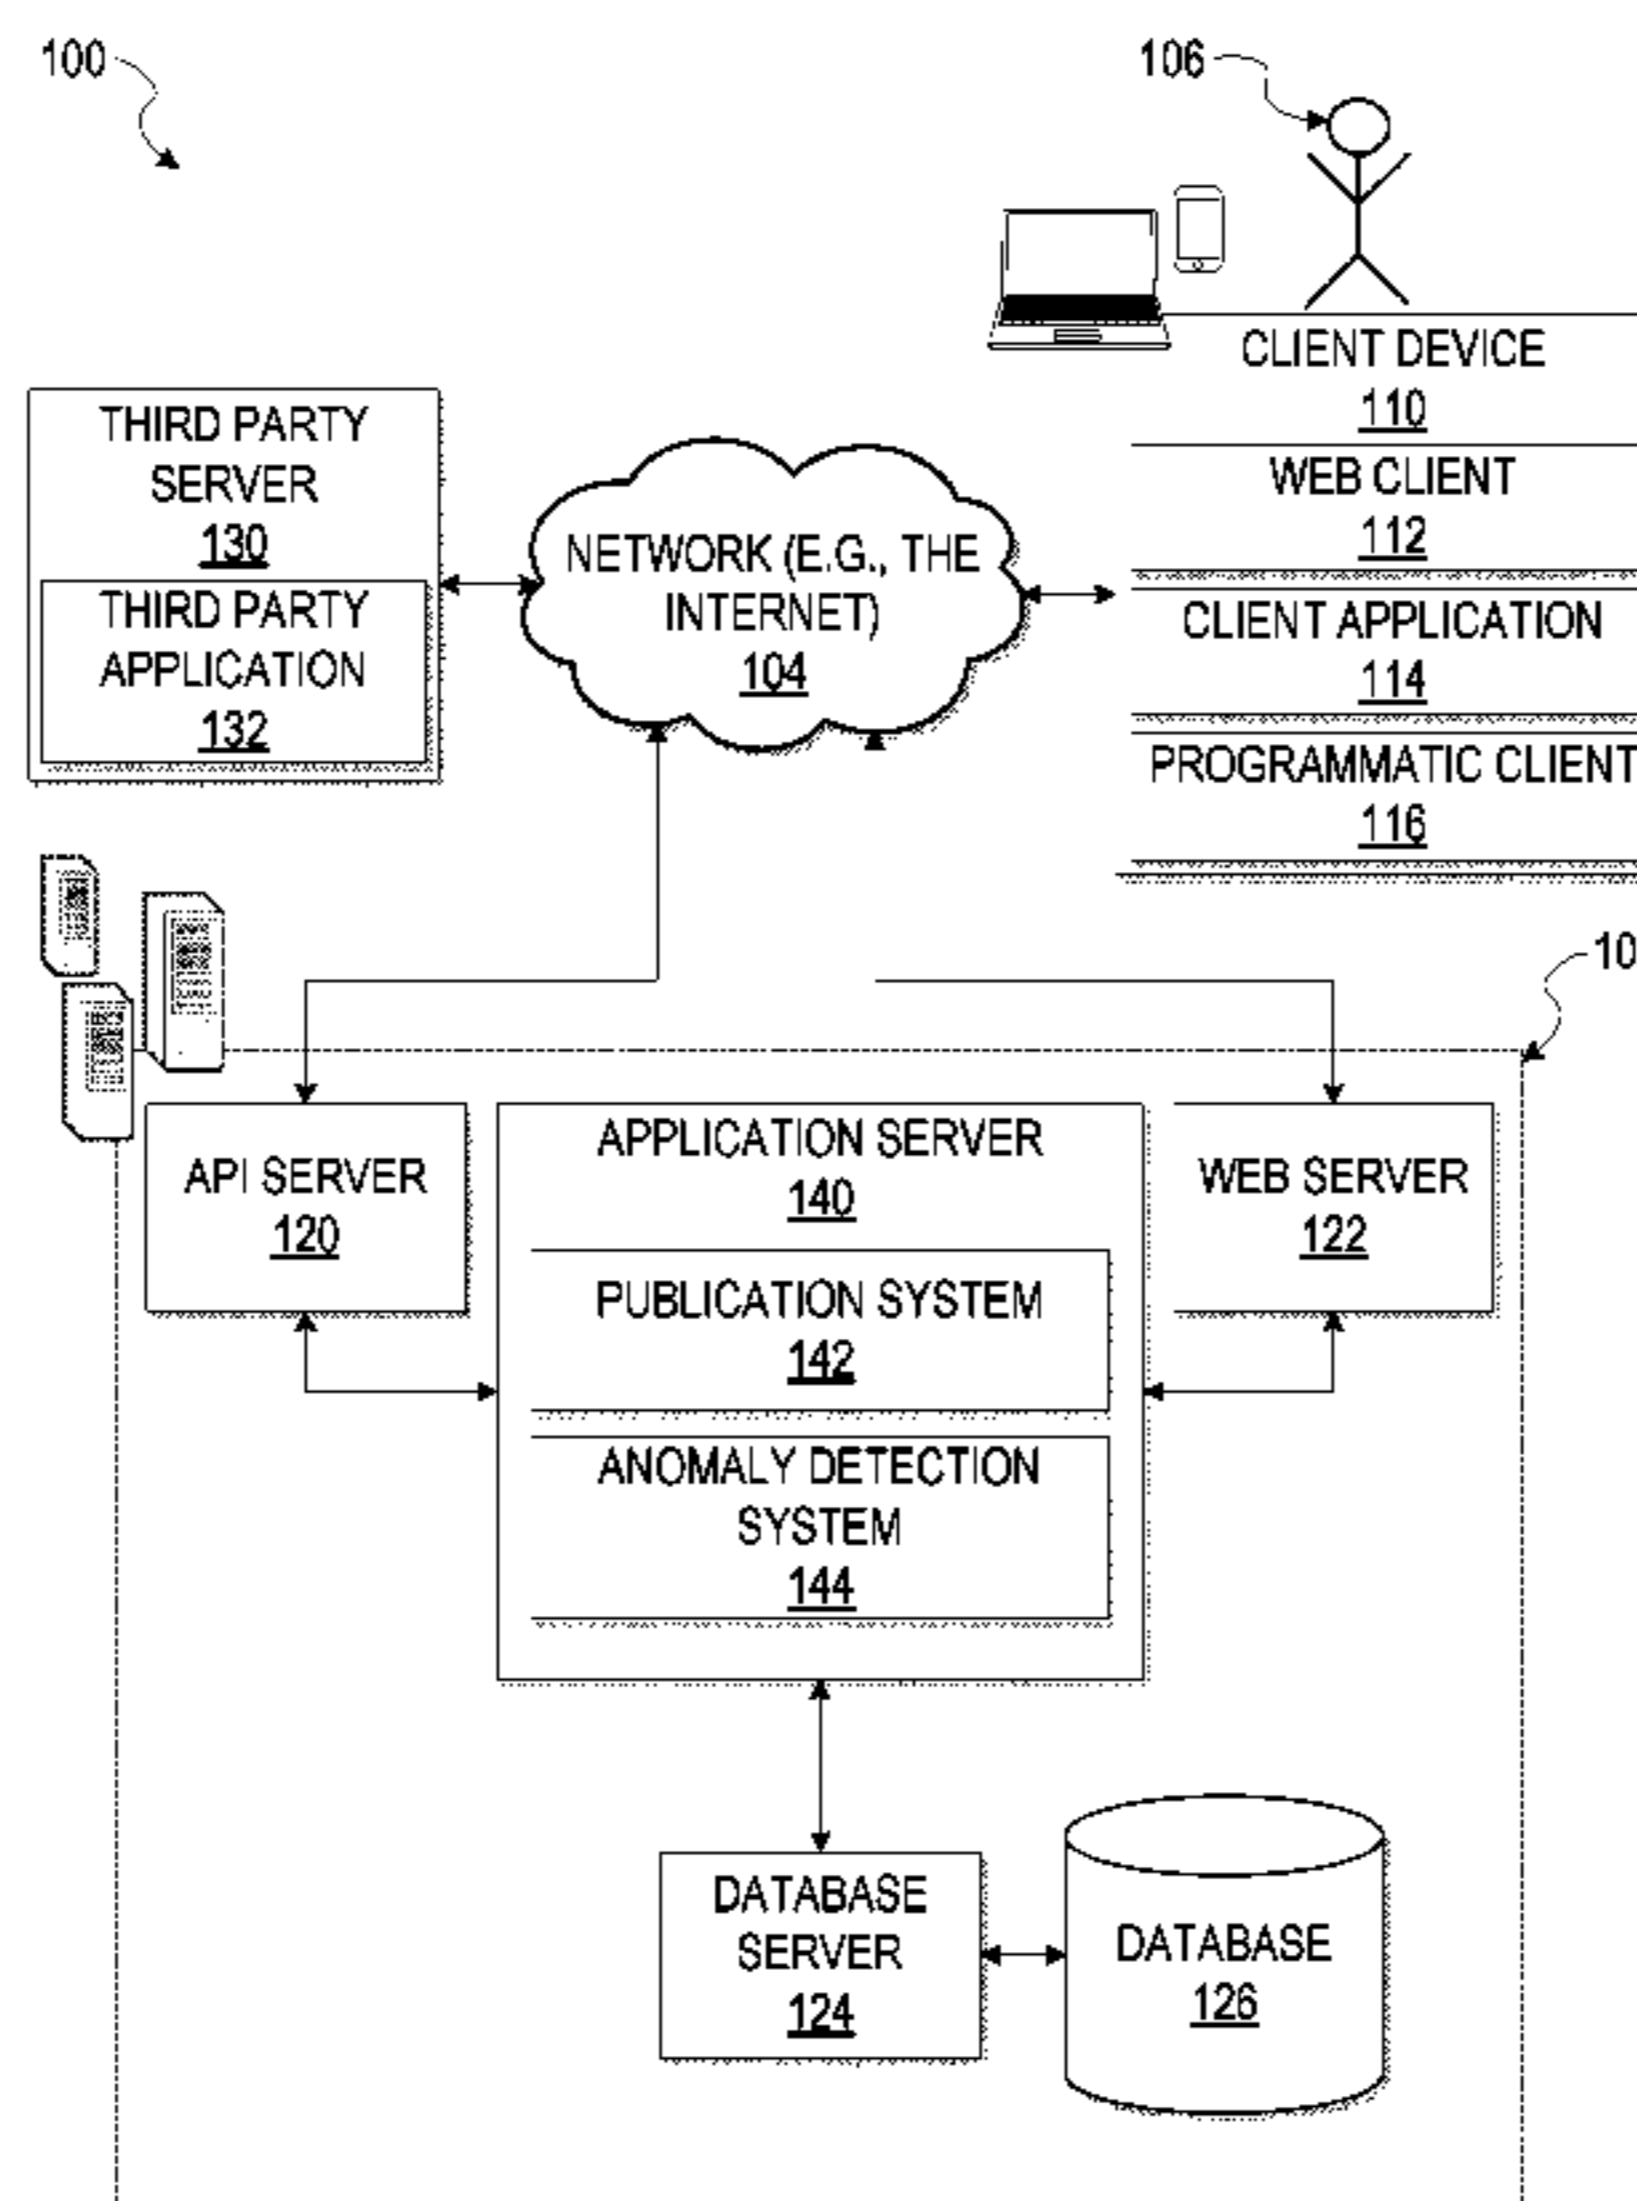 100
106
CLIENT DEVICE
110
THIRD PARTY
SERVER
130
WEB CLIENT
112
NETWORK (E.G., THE
INTERNET)
104
THIRD PARTY
APPLICATION
132
CLIENT APPLICATION
114
PROGRAMMATIC CLIENT
116
10
API SERVER
120
APPLICATION SERVER
140
WEB SERVER
122
PUBLICATION SYSTEM
142
ANOMALY DETECTION
SYSTEM
144
DATABASE
SERVER
124
DATABASE
126